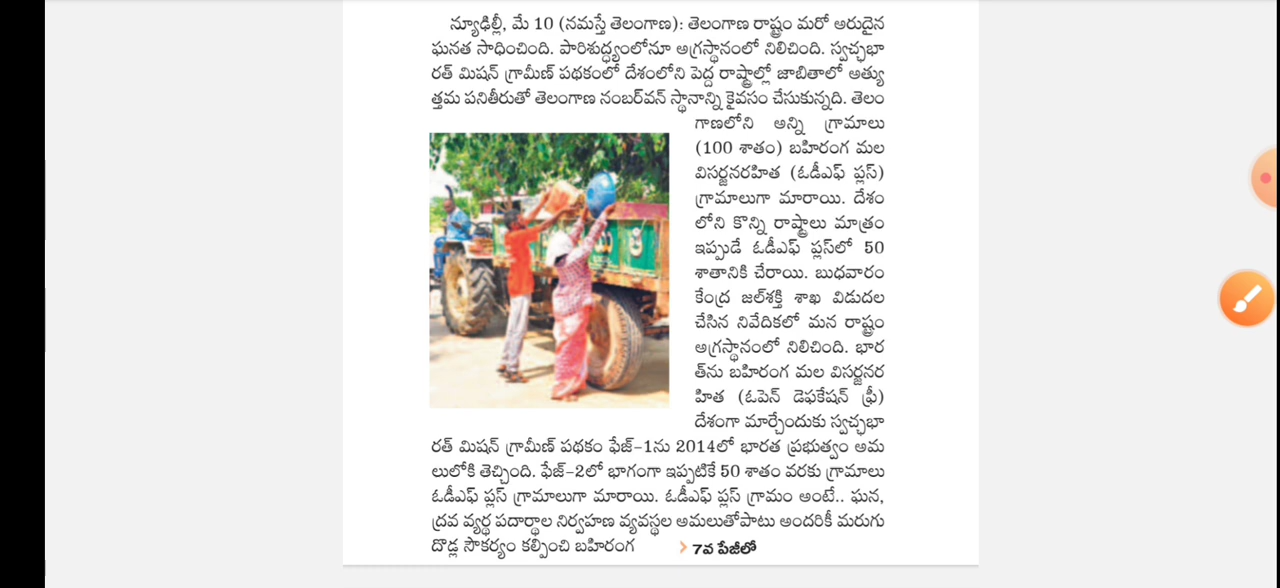 న్యూఢిల్లీ, మే 10 (నమస్తే తెలంగాణ): తెలంగాణ రాష్ట్రం మరో అరుదైన
ఘనత సాధించింది. పారిశుద్ధ్యంలోనూ అగ్రస్థానంలో నిలిచింది. స్వచ్ఛభా
రత్ మిషన్ గ్రామీణ్ పథకంలో దేశంలోని పెద్ద రాష్ట్రాల్లో జాబితాలో అత్యు
త్తమ పనితీరుతో తెలంగాణ నంబర్‌వన్ స్థానాన్ని కైవసం చేసుకున్నది. తెలం
గాణలోని అన్ని గ్రామాలు
(100 శాతం) బహిరంగ మల
విసర్జనరహిత (ఓడీఎఫ్ ప్లస్)
గ్రామాలుగా మారాయి. దేశం
లోని కొన్ని రాష్ట్రాలు మాత్రం
ఇప్పుడే ఓడీఎఫ్ ప్లస్‌లో 50
శాతానికి చేరాయి. బుధవారం
కేంద్ర జల్‌శక్తి శాఖ విడుదల
చేసిన నివేదికలో మన రాష్ట్రం
అగ్రస్థానంలో నిలిచింది. భార
త్‌ను బహిరంగ మల విసర్జనర
హిత (ఓపెన్ డెఫకేషన్ ఫ్రీ)
దేశంగా మార్చేందుకు స్వచ్ఛభా
రత్ మిషన్ గ్రామీణ్ పథకం ఫేజ్-1ను 2014లో భారత ప్రభుత్వం అమ
లులోకి తెచ్చింది. ఫేజ్-2లో భాగంగా ఇప్పటికే 50 శాతం వరకు గ్రామాలు
ఓడీఎఫ్ ప్లస్ గ్రామాలుగా మారాయి. ఓడీఎఫ్ ప్లస్ గ్రామం అంటే.. ఘన,
ద్రవ వ్యర్థ పదార్థాల నిర్వహణ వ్యవస్థల అమలుతోపాటు అందరికీ మరుగు
దొడ్ల సౌకర్యం కల్పించి బహిరంగ > 7వ పేజీలో